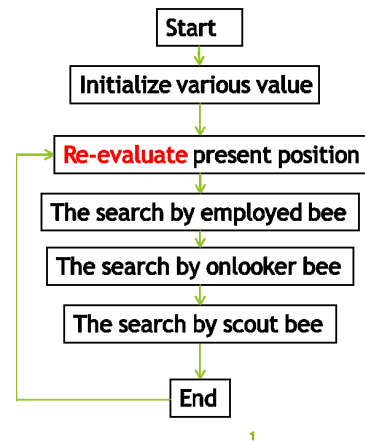 Start
Initialize various value
Re-evaluate present position
The search by employed bee
The search by onlooker bee
The search by scout bee
End
1